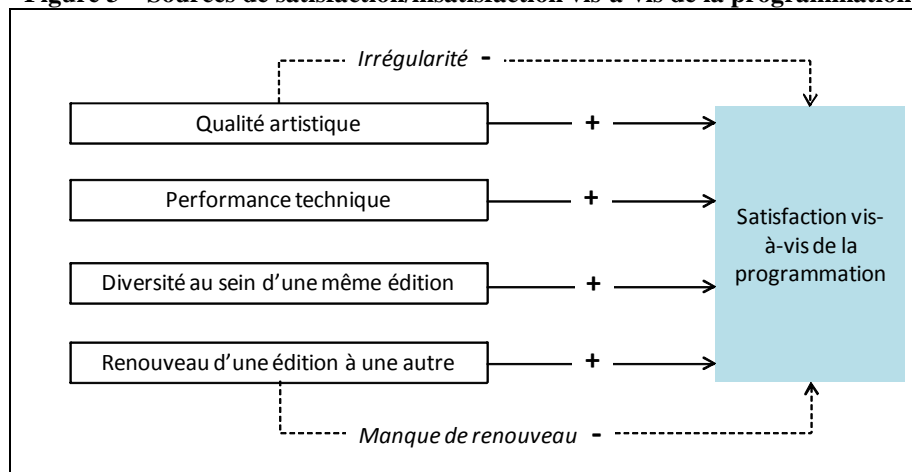 Figure 3 – Sources de satisfaction/insatisfaction vis-à-vis de la programmation
Irrégularité -
Qualité artistique
+
Performance technique
+
Diversité au sein d’une même édition
+
Renouveau d’une édition à une autre
+
Manque de renouveau -
Satisfaction vis-
à-vis de la
programmation